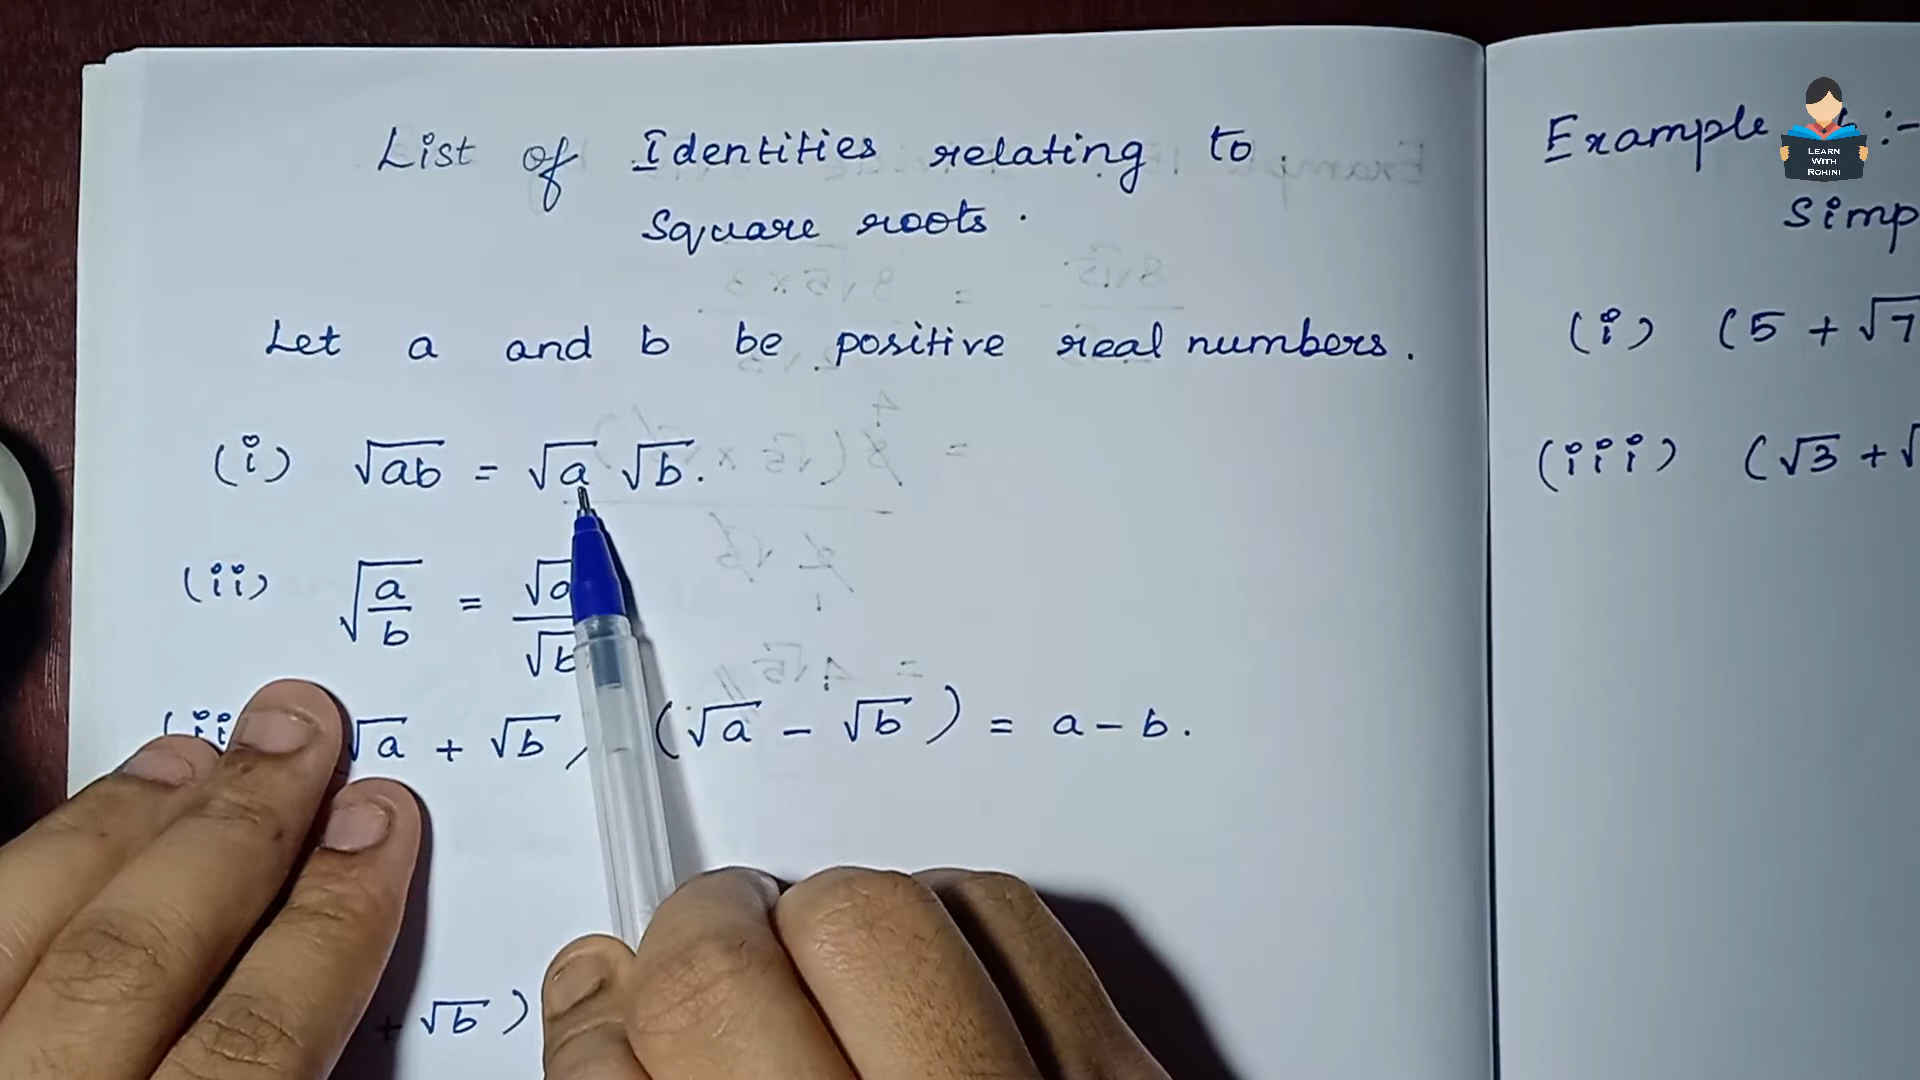 List of Identities relating to
Square roots.
Let a and b be positive real numbers.
(i) √ab = √a √b.
(ii) √(a/b) = √a/√b
√a + √b) (√a - √b) = a - b.
+ √b)
Example :-
Simp
(i) (5 + √7
(iii) (√3 + √
LEARN
WITH
ROHINI